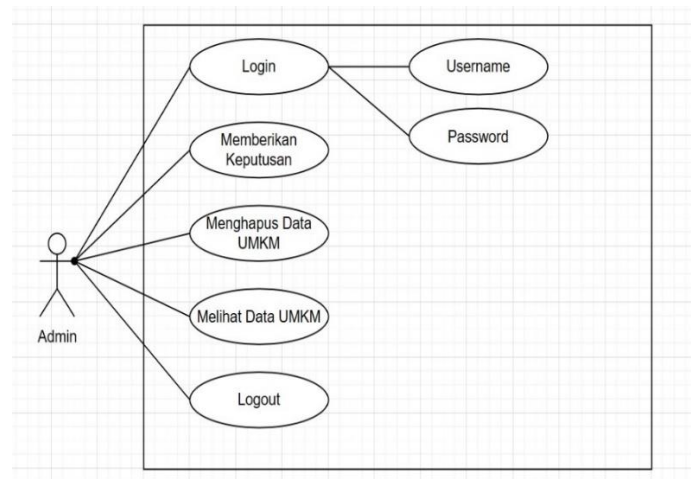 Login
Username
Password
Memberikan
Keputusan
Menghapus Data
UMKM
Melihat Data UMKM
Logout
Admin